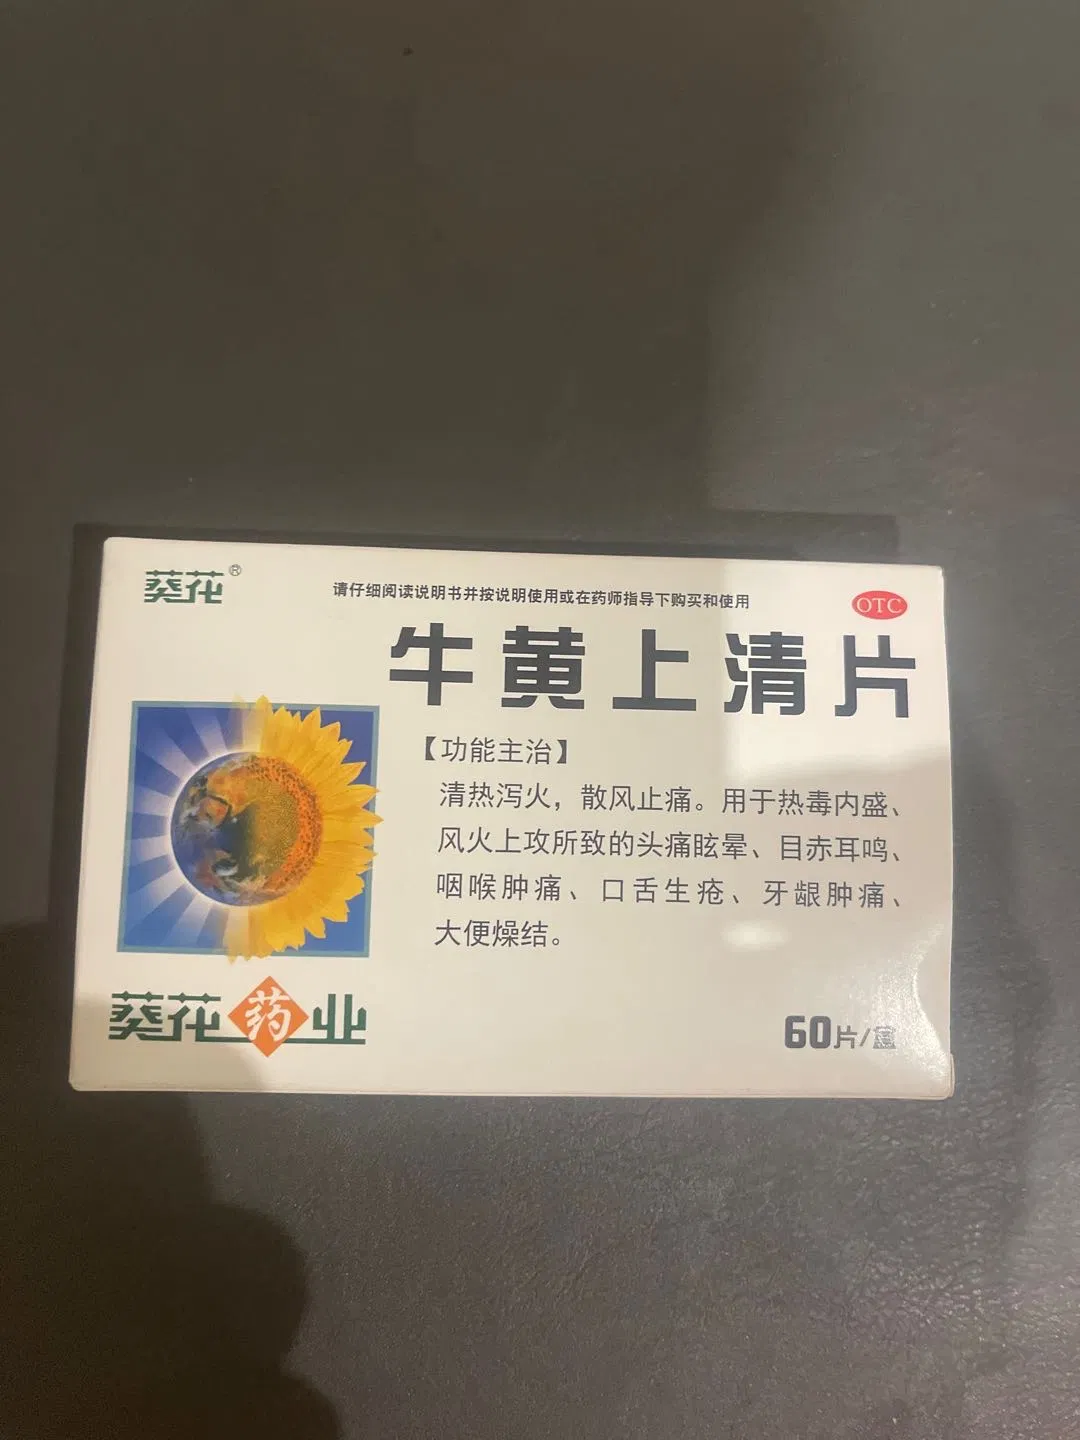 葵花®
请仔细阅读说明书并按说明使用或在药师指导下购买和使用
OTC
牛黄上清片
【功能主治】
清热泻火，散风止痛。用于热毒内盛、
风火上攻所致的头痛眩晕、目赤耳鸣、
咽喉肿痛、口舌生疮、牙龈肿痛、
大便燥结。
葵花药业
60片/盒